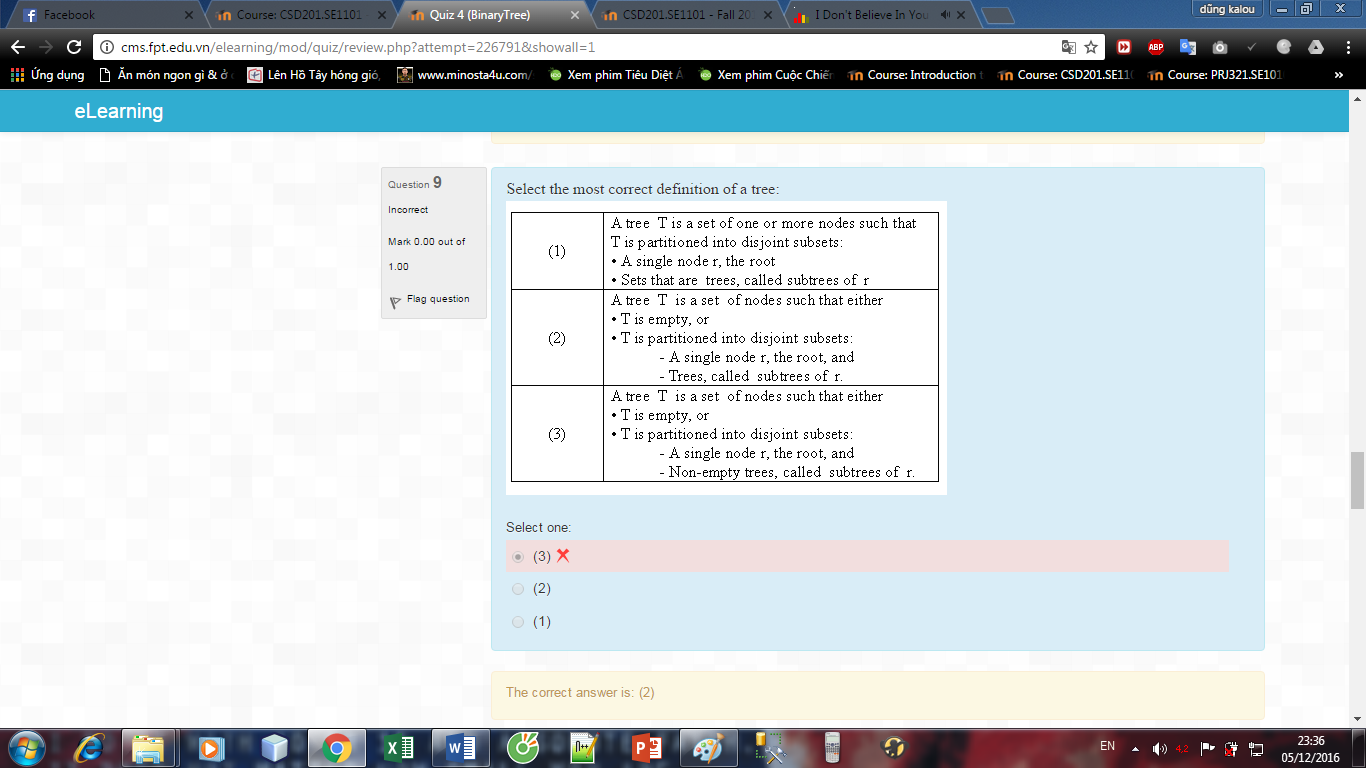 Facebook
Course: CSD201.SE1101 -
Quiz 4 (BinaryTree)
CSD201.SE1101 - Fall 20
I Don't Believe In You
dũng kalou
cms.fpt.edu.vn/elearning/mod/quiz/review.php?attempt=226791&showall=1
ABP
Ứng dụng
Ăn món ngon gì & ở
Lên Hồ Tây hóng gió,
www.minosta4u.com/
Xem phim Tiêu Diệt
Xem phim Cuộc Chiến
Course: Introduction t
Course: CSD201.SE110
Course: PRJ321.SE101
»
eLearning
Question 9
Incorrect
Mark 0.00 out of
1.00
Flag question
Select the most correct definition of a tree:
(1)
A tree T is a set of one or more nodes such that
T is partitioned into disjoint subsets:
• A single node r, the root
• Sets that are trees, called subtrees of r
(2)
A tree T is a set of nodes such that either
• T is empty, or
• T is partitioned into disjoint subsets:
- A single node r, the root, and
- Trees, called subtrees of r.
(3)
A tree T is a set of nodes such that either
• T is empty, or
• T is partitioned into disjoint subsets:
- A single node r, the root, and
- Non-empty trees, called subtrees of r.
Select one:
(3)
(2)
(1)
The correct answer is: (2)
EN
4,2
23:36
05/12/2016